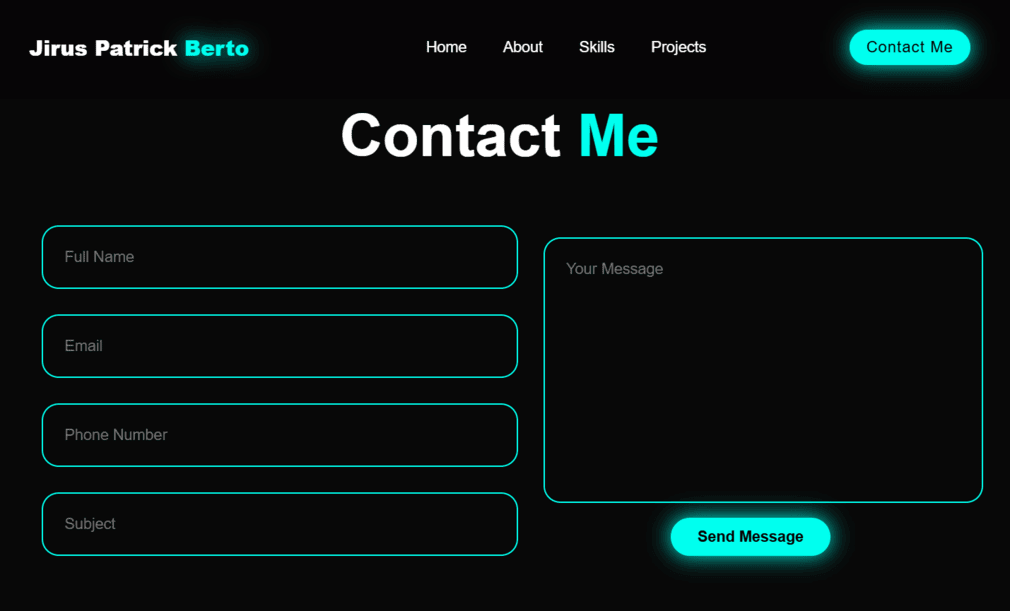 Jirus Patrick Berto
Home
About
Skills
Projects
Contact Me
Contact Me
Full Name
Email
Phone Number
Subject
Your Message
Send Message